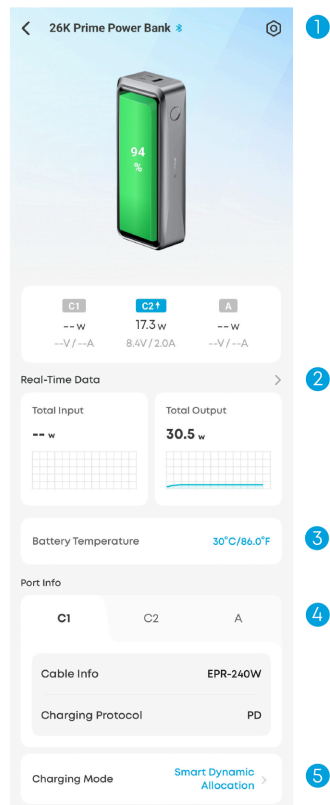 26K Prime Power Bank
1
94
%
C1 C2 A
-- w 17.3 w -- w
--V/--A 8.4V/2.0A --V/--A
Real-Time Data
2
Total Input Total Output
-- w 30.5 w
Battery Temperature 30°C/86.0°F
3
Port Info
C1 C2 A
4
Cable Info EPR-240W
Charging Protocol PD
Charging Mode Smart Dynamic
Allocation
5